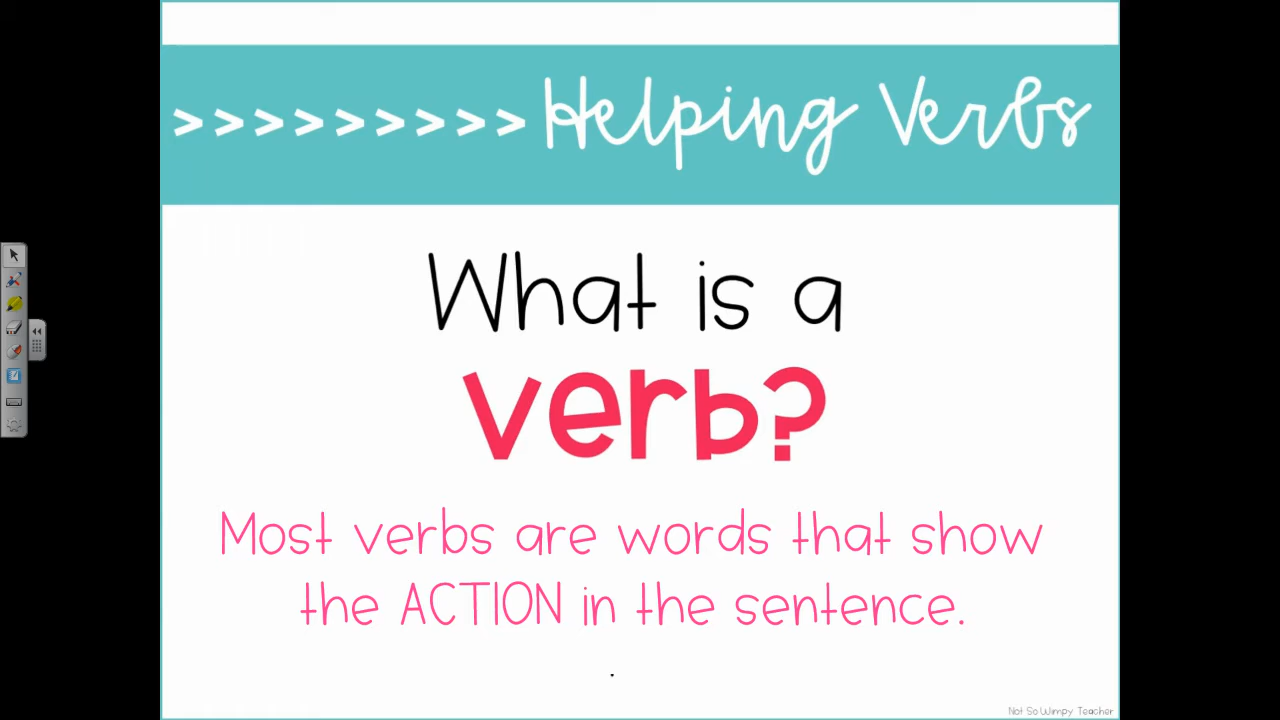 >>>>>>>>> Helping Verbs
What is a
verb?
Most verbs are words that show
the ACTION in the sentence.
.
Not So Wimpy Teacher